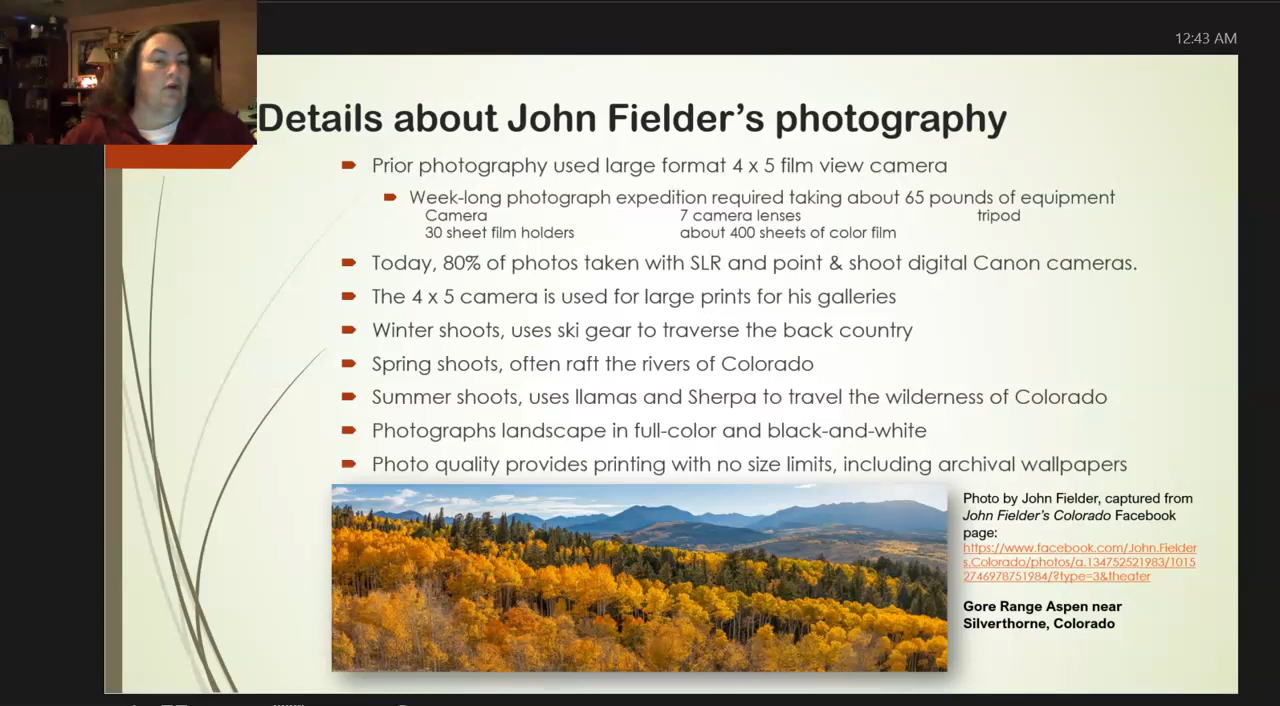 12:43 AM
Details about John Fielder's photography
Prior photography used large format 4 x 5 film view camera
Week-long photograph expedition required taking about 65 pounds of equipment
Camera 7 camera lenses tripod
30 sheet film holders about 400 sheets of color film
Today, 80% of photos taken with SLR and point & shoot digital Canon cameras.
The 4 x 5 camera is used for large prints for his galleries
Winter shoots, uses ski gear to traverse the back country
Spring shoots, often raft the rivers of Colorado
Summer shoots, uses llamas and Sherpa to travel the wilderness of Colorado
Photographs landscape in full-color and black-and-white
Photo quality provides printing with no size limits, including archival wallpapers
Photo by John Fielder, captured from
John Fielder's Colorado Facebook
page:
https://www.facebook.com/John.Fielder
s.Colorado/photos/a.134752521983/1015
2746978751984/?type=3&theater
Gore Range Aspen near
Silverthorne, Colorado